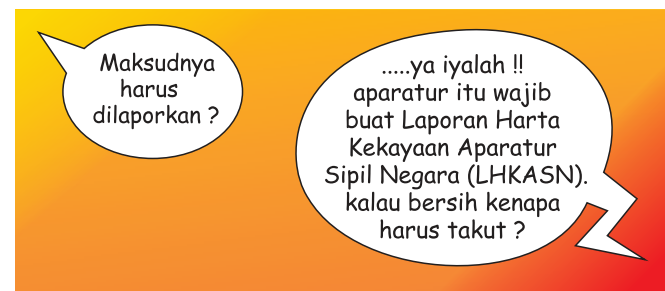 Maksudnya
harus
dilaporkan ?
.....ya iyalah !!
aparatur itu wajib
buat Laporan Harta
Kekayaan Aparatur
Sipil Negara (LHKASN).
kalau bersih kenapa
harus takut ?